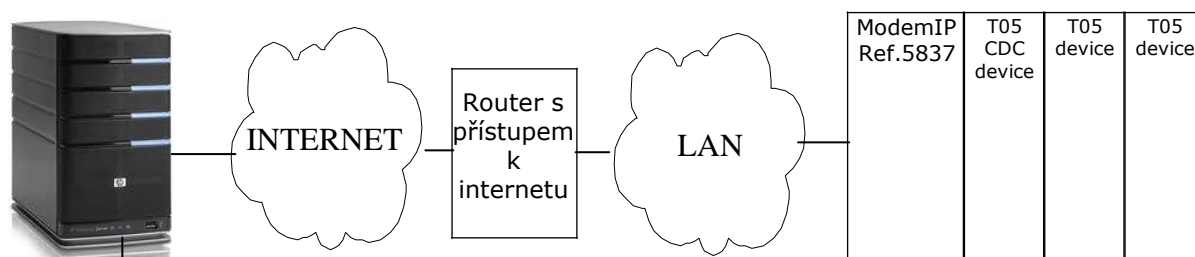 INTERNET
Router s
přístupem
k
internetu
LAN
ModemIP
Ref.5837
T05
CDC
device
T05
device
T05
device